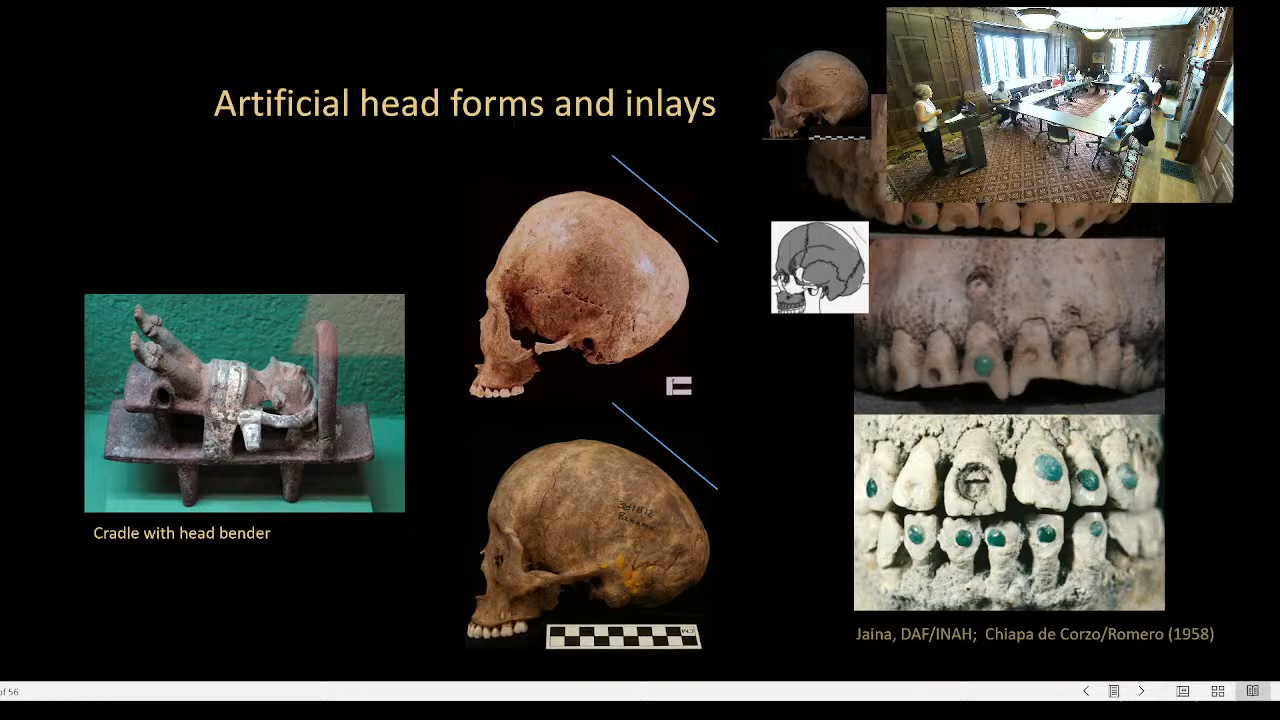 Artificial head forms and inlays
Cradle with head bender
Jaina, DAF/INAH; Chiapa de Corzo/Romero (1958)
CM
of 56